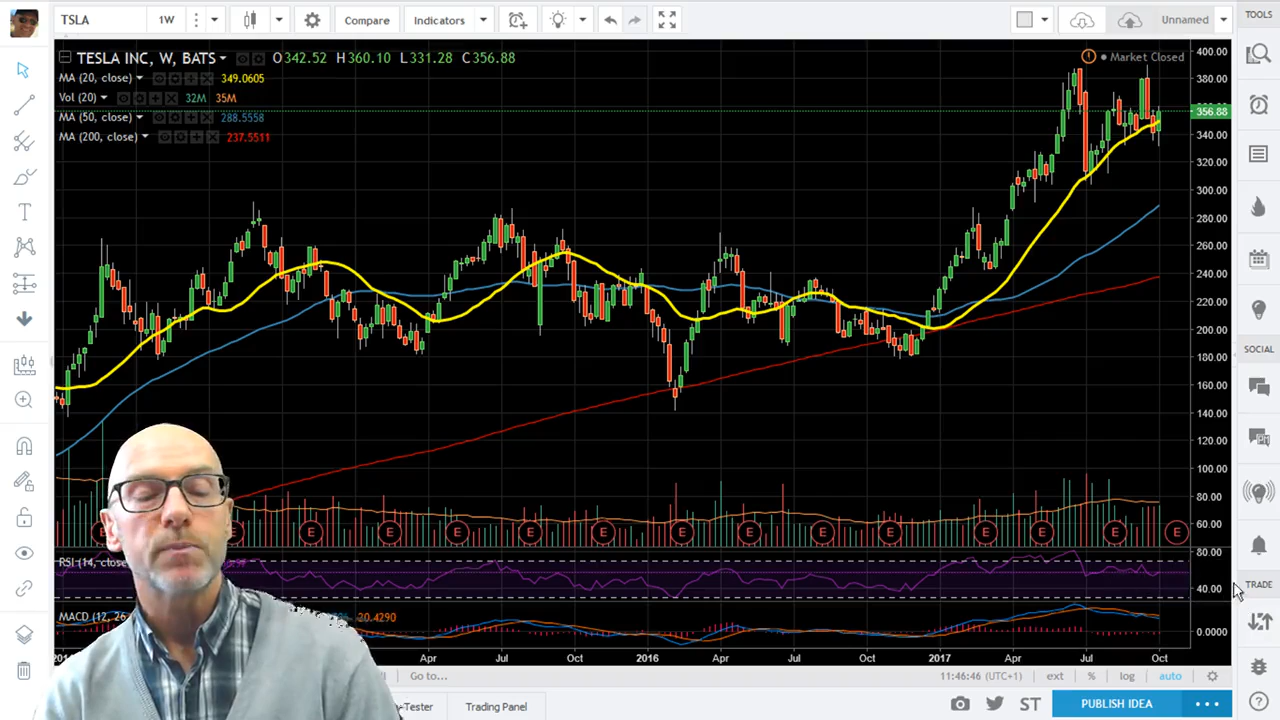 TSLA 1W Compare Indicators Unnamed TOOLS
TESLA INC, W, BATS O342.52 H360.10 L331.28 C356.88
Market Closed
MA (20, close) 349.0605
Vol (20) 32M 35M
MA (50, close) 288.5558
MA (200, close) 237.5511
400.00
380.00
356.88
340.00
320.00
300.00
280.00
260.00
240.00
220.00
200.00
180.00
160.00
140.00
120.00
100.00
80.00
60.00
SOCIAL
E E E E E E E E E E E E E
RSI (14, close
80.00
40.00
TRADE
MACD (12, 26
20.4290
0.0000
Apr Jul Oct 2016 Apr Jul Oct 2017 Apr Jul Oct
Go to... 11:46:46 (UTC+1) ext % log auto
-Tester Trading Panel ST PUBLISH IDEA